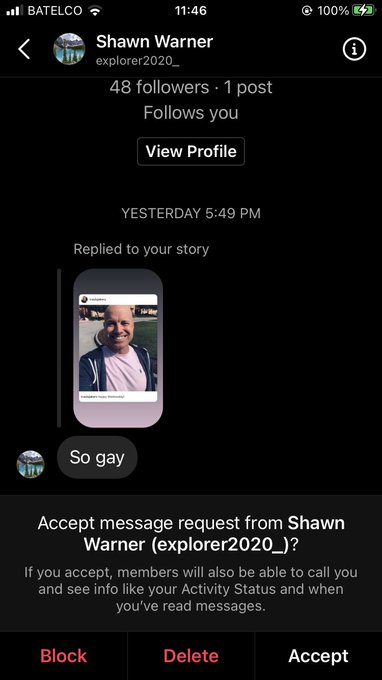 BATELCO
11:46
100%
Shawn Warner
explorer2020_
48 followers · 1 post
Follows you
View Profile
YESTERDAY 5:49 PM
Replied to your story
Happy Wednesday!
So gay
Accept message request from Shawn
Warner (explorer2020_)?
If you accept, members will also be able to call you
and see info like your Activity Status and when
you've read messages.
Block
Delete
Accept